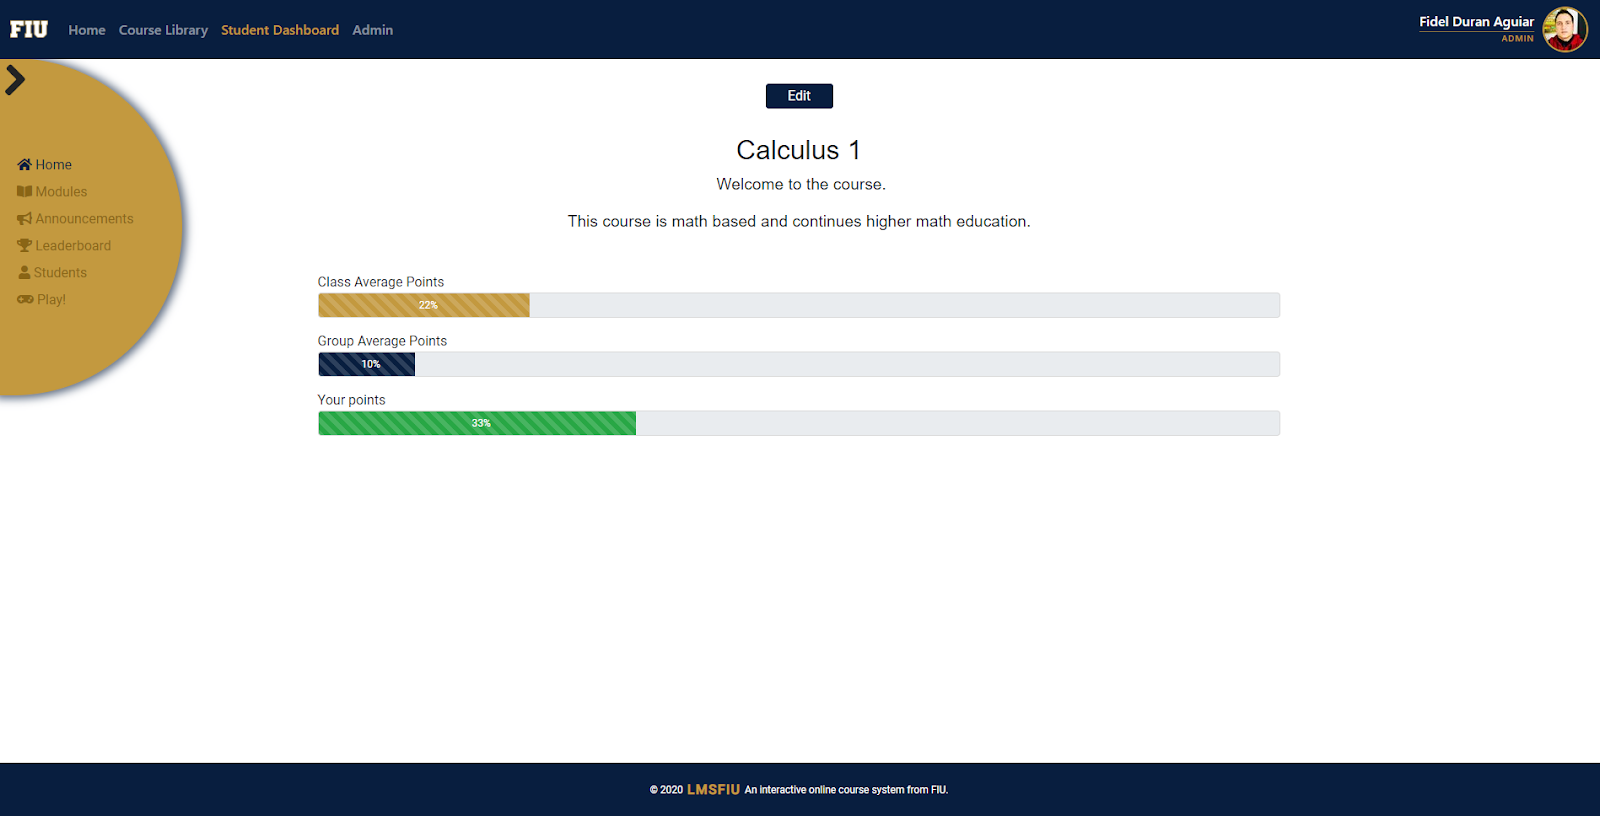 FIU Home Course Library Student Dashboard Admin
Fidel Duran Aguiar
ADMIN
Home
Modules
Announcements
Leaderboard
Students
Play!
Edit
Calculus 1
Welcome to the course.
This course is math based and continues higher math education.
Class Average Points
22%
Group Average Points
10%
Your points
33%
© 2020 LMSFIU An interactive online course system from FIU.